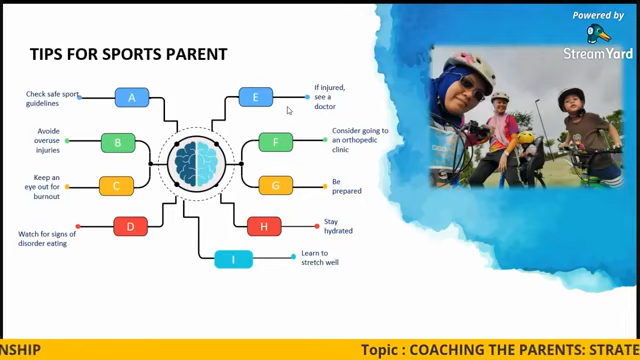 Powered by
StreamYard
TIPS FOR SPORTS PARENT
Check safe sport
guidelines
A
Avoide
overuse
injuries
B
Keep an
eye out for
burnout
C
Watch for signs of
disorder eating
D
E
If injured,
see a
doctor
F
Consider going to
an orthopedic
clinic
G
Be
prepared
H
Stay
hydrated
I
Learn to
stretch well
NSHIP
Topic : COACHING THE PARENTS: STRATE